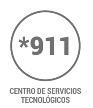 *911
CENTRO DE SERVICIOS
TECNOLÓGICOS